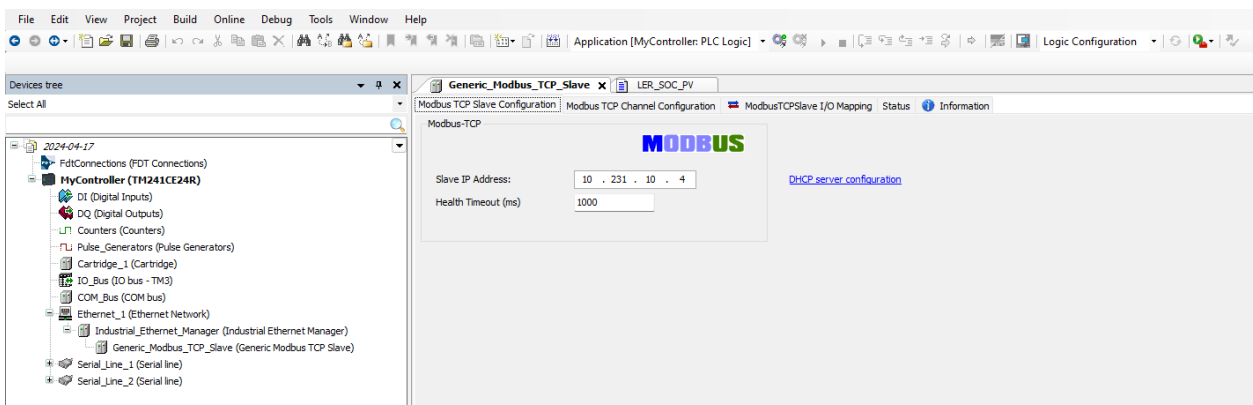 File Edit View Project Build Online Debug Tools Window Help
Application [MyController: PLC Logic]
Logic Configuration
Devices tree
Select All
2024-04-17
FdtConnections (FDT Connections)
MyController (TM241CE24R)
DI (Digital Inputs)
DQ (Digital Outputs)
Counters (Counters)
Pulse_Generators (Pulse Generators)
Cartridge_1 (Cartridge)
IO_Bus (IO bus - TM3)
COM_Bus (COM bus)
Ethernet_1 (Ethernet Network)
Industrial_Ethernet_Manager (Industrial Ethernet Manager)
Generic_Modbus_TCP_Slave (Generic Modbus TCP Slave)
Serial_Line_1 (Serial line)
Serial_Line_2 (Serial line)
Generic_Modbus_TCP_Slave X LER_SOC_PV
Modbus TCP Slave Configuration Modbus TCP Channel Configuration ModbusTCPSlave I/O Mapping Status Information
Modbus-TCP
MODBUS
Slave IP Address: 10 . 231 . 10 . 4 DHCP server configuration
Health Timeout (ms) 1000